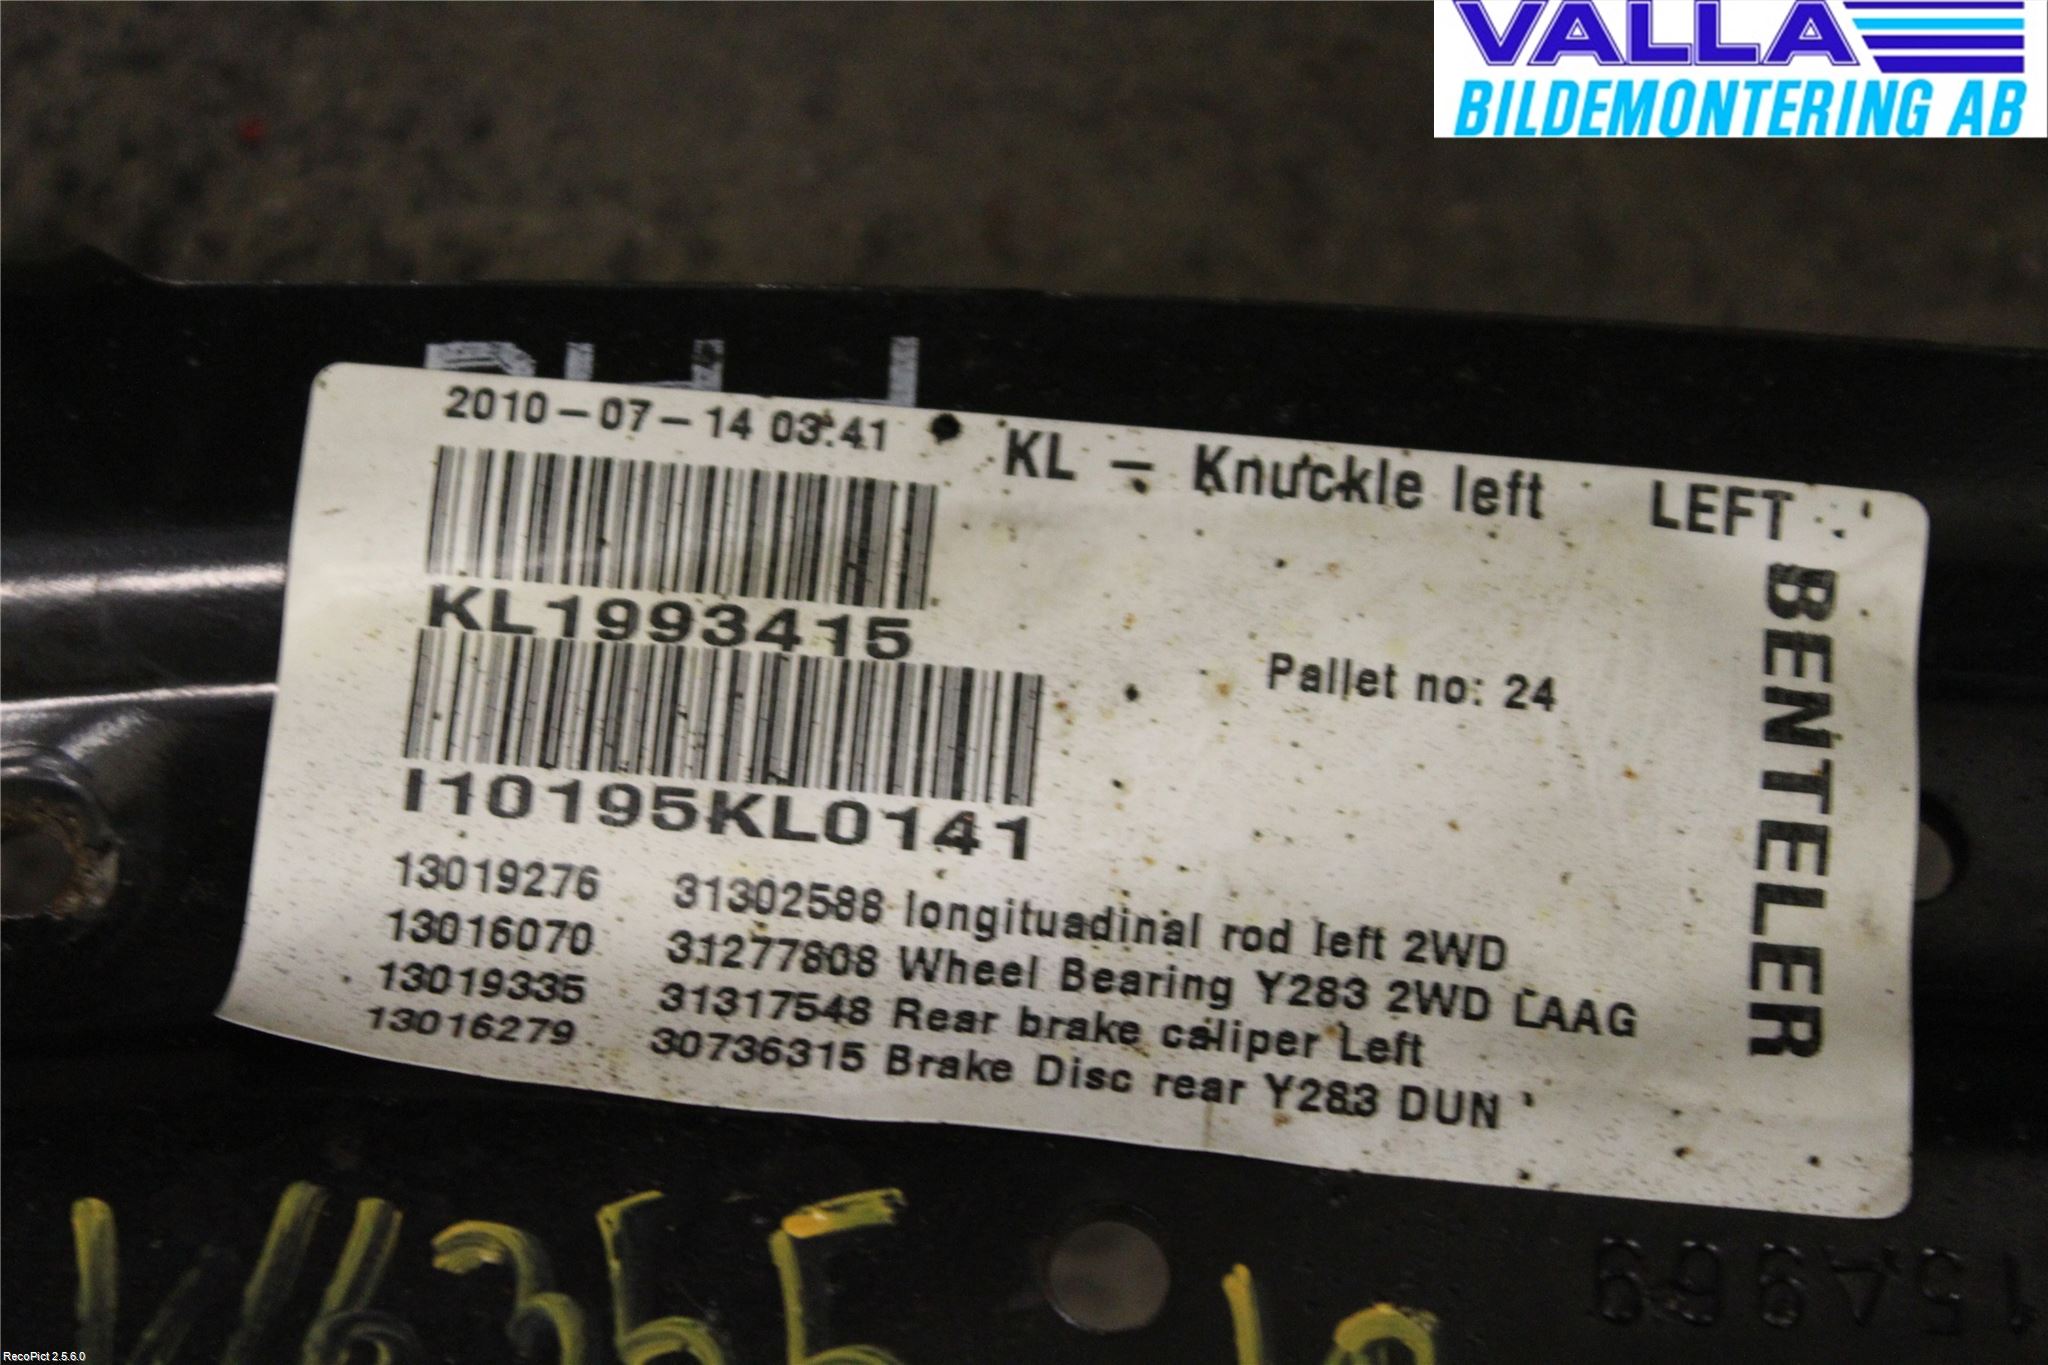 VALLA
BILDEMONTERING AB
2010-07-14 03:41
KL - Knuckle left LEFT
KL1993415
I10195KL0141
Pallet no: 24
BENTELER
13019276 31302588 longituadinal rod left 2WD
13016070 31277808 Wheel Bearing Y283 2WD LAAG
13019335 31317548 Rear brake caliper Left
13016279 30736315 Brake Disc rear Y283 DUN
RecoPict 2.5.6.0